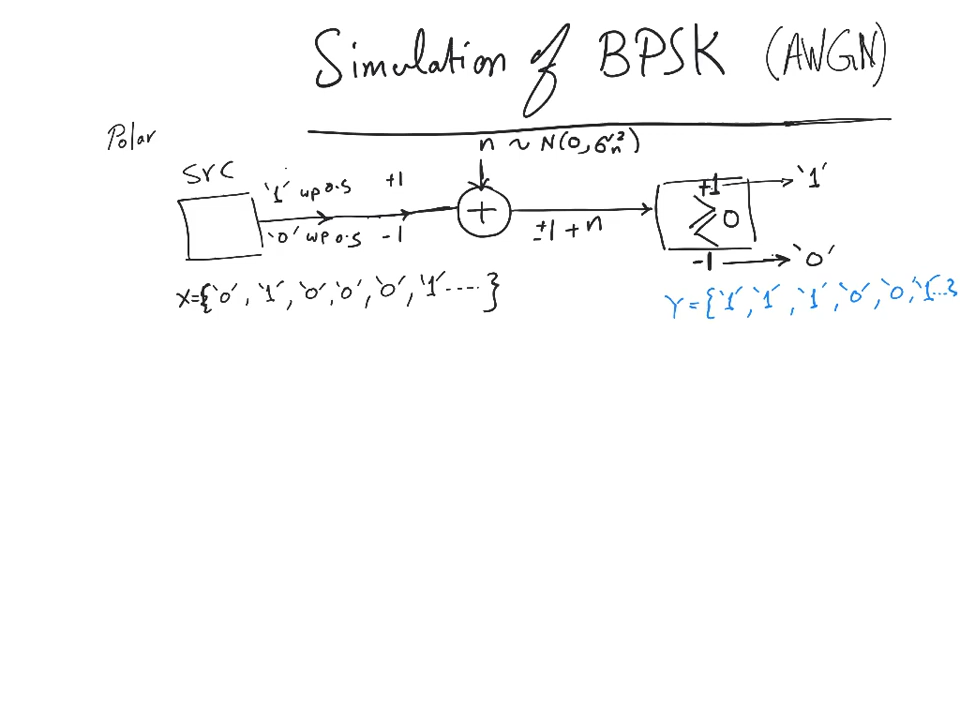 Simulation of BPSK (AWGN)
Polar
n ~ N(0, σn²)
Src
'1' wp 0.5 +1
'0' wp 0.5 -1
+
±1 + n
+1 → '1'
≷ 0
-1 → '0'
X={'0', '1', '0', '0', '0', '1' ----- }
Y={'1', '1', '1', '0', '0', '1'...}